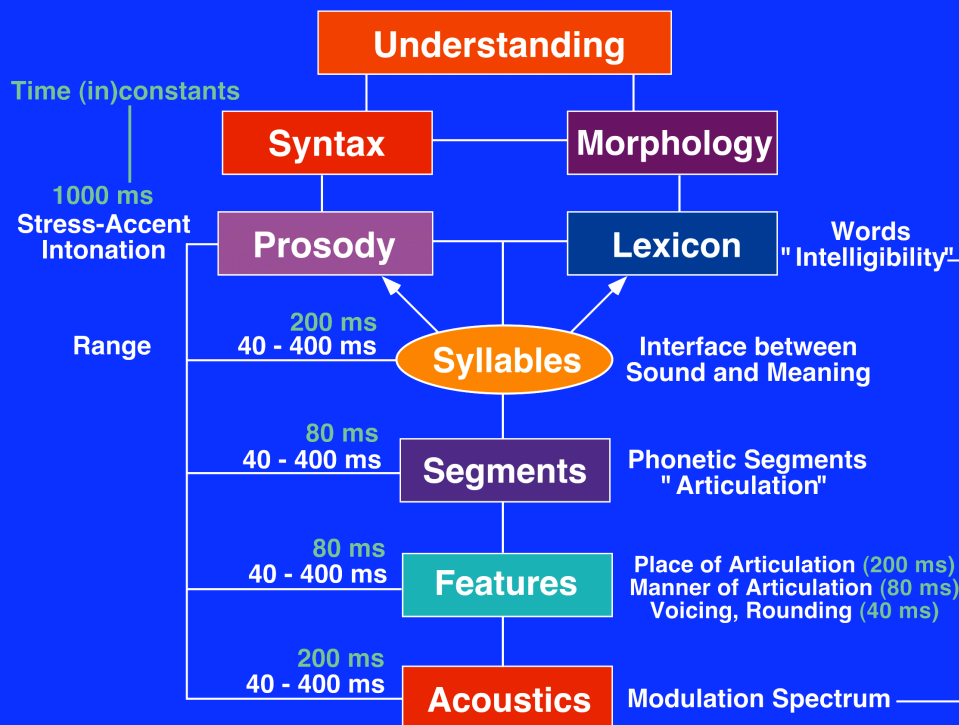 Understanding
Time (in)constants
Syntax
Morphology
1000 ms
Stress-Accent
Intonation
Prosody
Lexicon
Words
"Intelligibility"
Range
200 ms
40 - 400 ms
Syllables
Interface between
Sound and Meaning
80 ms
40 - 400 ms
Segments
Phonetic Segments
"Articulation"
80 ms
40 - 400 ms
Features
Place of Articulation (200 ms)
Manner of Articulation (80 ms)
Voicing, Rounding (40 ms)
200 ms
40 - 400 ms
Acoustics
Modulation Spectrum